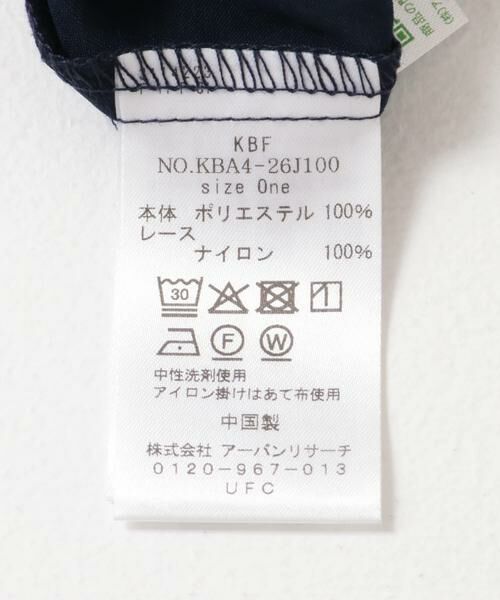 KBF
NO.KBA4-26J100
size One
本体 ポリエステル 100%
レース
ナイロン 100%
30
F W
中性洗剤使用
アイロン掛けはあて布使用
中国製
株式会社 アーバンリサーチ
0120-967-013
UFC